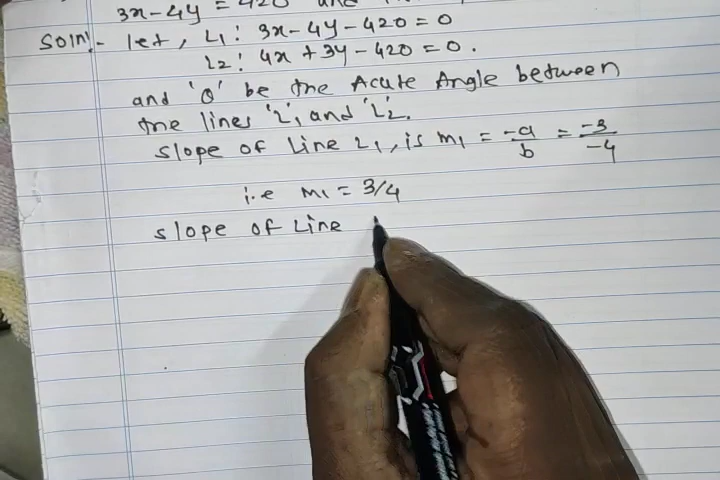 3x-4y = 420 and
Soln:- let, L1: 3x-4y-420=0
L2: 4x+3y-420=0.
and 'θ' be the Acute Angle between
the lines 'L1' and 'L2'.
slope of Line L1, is m1 = -a/b = -3/-4
i.e m1 = 3/4
slope of Line